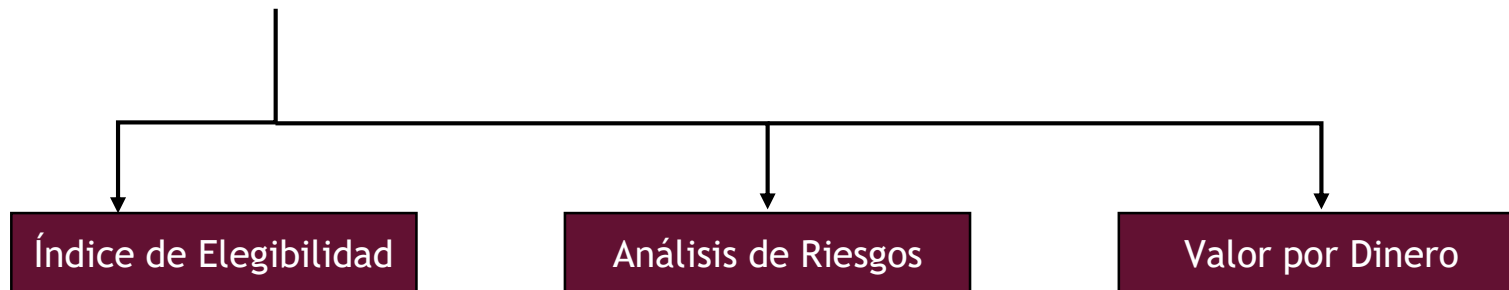 Índice de Elegibilidad
Análisis de Riesgos
Valor por Dinero